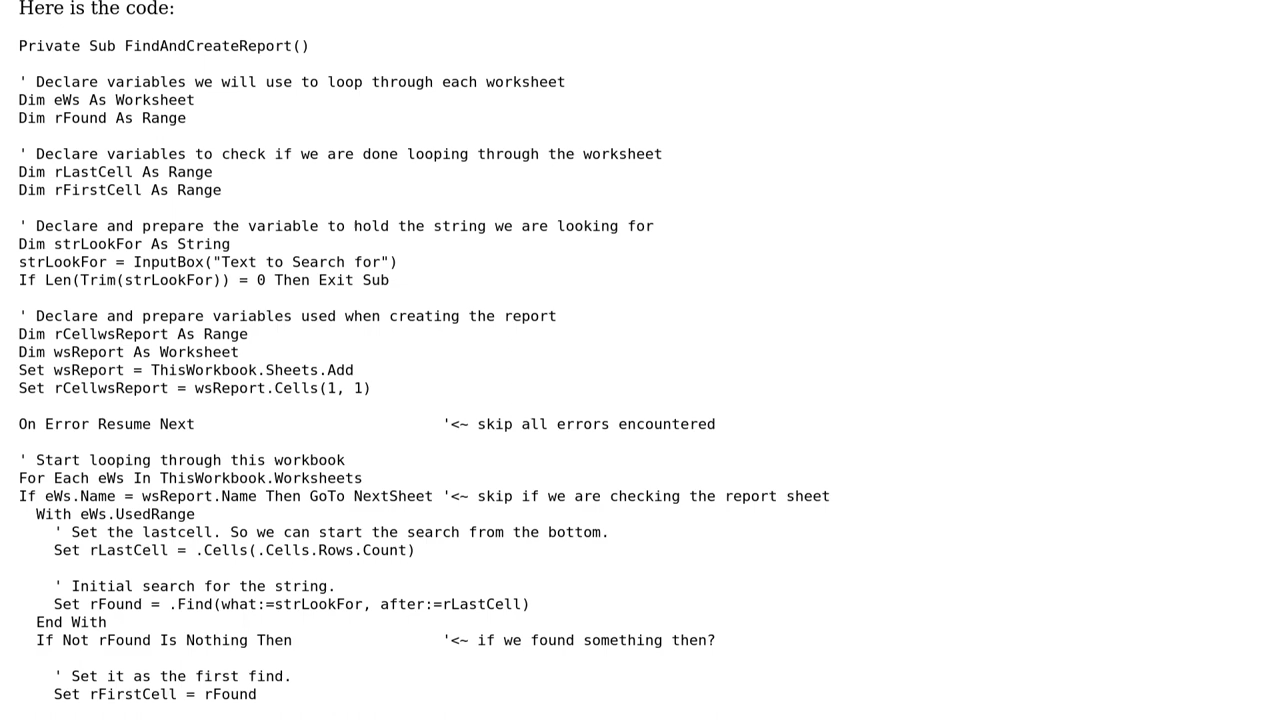 Here is the code:
Private Sub FindAndCreateReport()
' Declare variables we will use to loop through each worksheet
Dim eWs As Worksheet
Dim rFound As Range
' Declare variables to check if we are done looping through the worksheet
Dim rLastCell As Range
Dim rFirstCell As Range
' Declare and prepare the variable to hold the string we are looking for
Dim strLookFor As String
strLookFor = InputBox("Text to Search for")
If Len(Trim(strLookFor)) = 0 Then Exit Sub
' Declare and prepare variables used when creating the report
Dim rCellwsReport As Range
Dim wsReport As Worksheet
Set wsReport = ThisWorkbook.Sheets.Add
Set rCellwsReport = wsReport.Cells(1, 1)
On Error Resume Next                            '<~ skip all errors encountered
' Start looping through this workbook
For Each eWs In ThisWorkbook.Worksheets
If eWs.Name = wsReport.Name Then GoTo NextSheet '<~ skip if we are checking the report sheet
  With eWs.UsedRange
    ' Set the lastcell. So we can start the search from the bottom.
    Set rLastCell = .Cells(.Cells.Rows.Count)
    ' Initial search for the string.
    Set rFound = .Find(what:=strLookFor, after:=rLastCell)
  End With
  If Not rFound Is Nothing Then                 '<~ if we found something then?
    ' Set it as the first find.
    Set rFirstCell = rFound